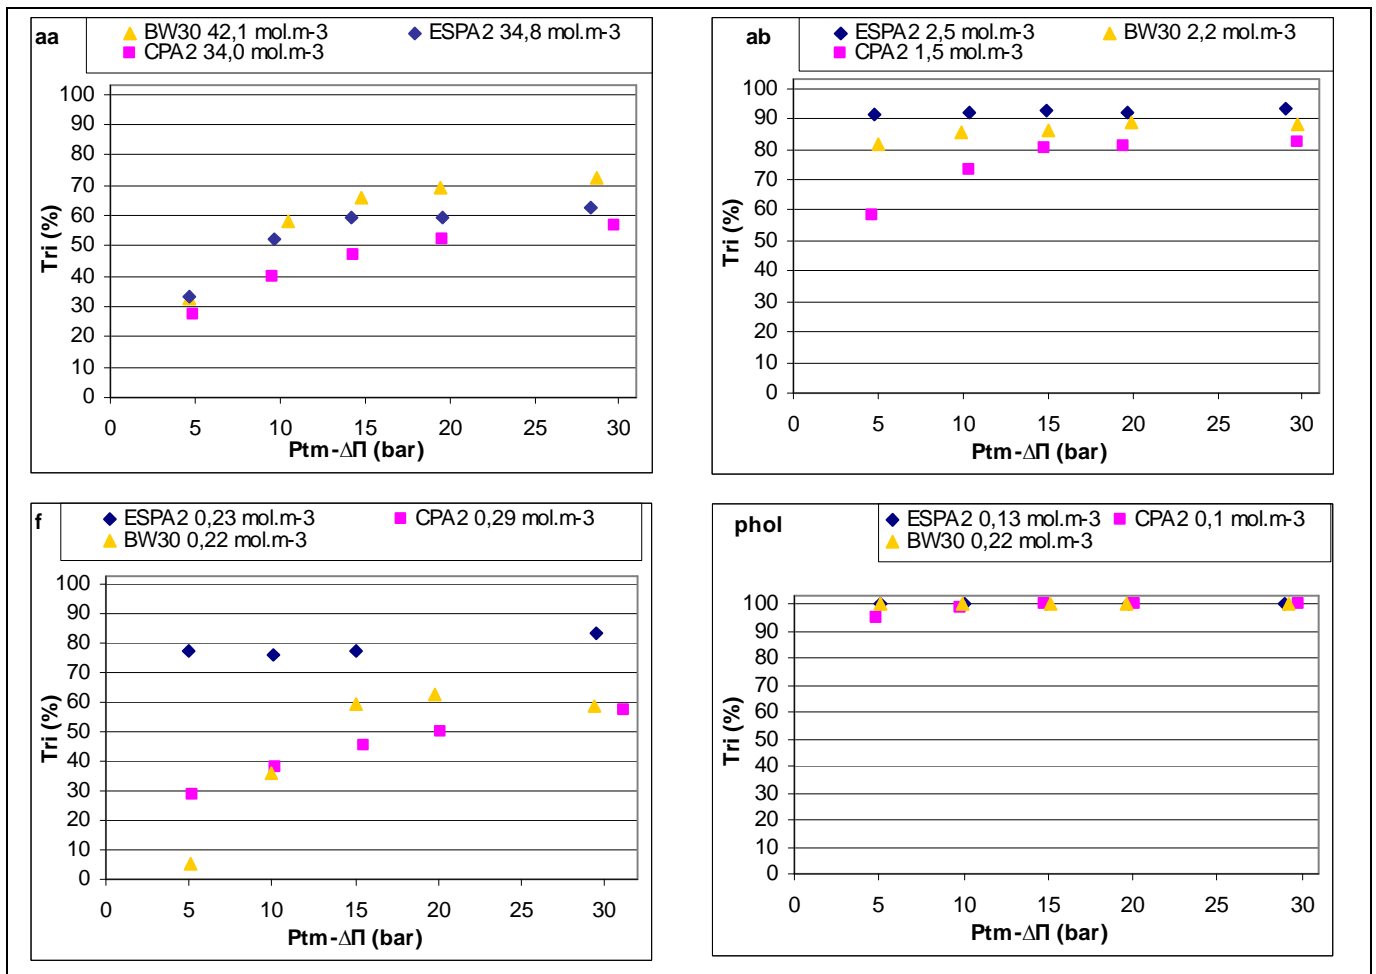 aa
BW30 42,1 mol.m-3 ESPA2 34,8 mol.m-3
CPA2 34,0 mol.m-3
100
90
80
70
60
50
40
30
20
10
0
Tri (%)
0 5 10 15 20 25 30
Ptm-ΔΠ (bar)
ab
ESPA2 2,5 mol.m-3 BW30 2,2 mol.m-3
CPA2 1,5 mol.m-3
100
90
80
70
60
50
40
30
20
10
0
Tri (%)
0 5 10 15 20 25 30
Ptm-ΔΠ (bar)
f
ESPA2 0,23 mol.m-3 CPA2 0,29 mol.m-3
BW30 0,22 mol.m-3
100
90
80
70
60
50
40
30
20
10
0
Tri (%)
0 5 10 15 20 25 30
Ptm-ΔΠ (bar)
phol
ESPA2 0,13 mol.m-3 CPA2 0,1 mol.m-3
BW30 0,22 mol.m-3
100
90
80
70
60
50
40
30
20
10
0
Tri (%)
0 5 10 15 20 25 30
Ptm-ΔΠ (bar)